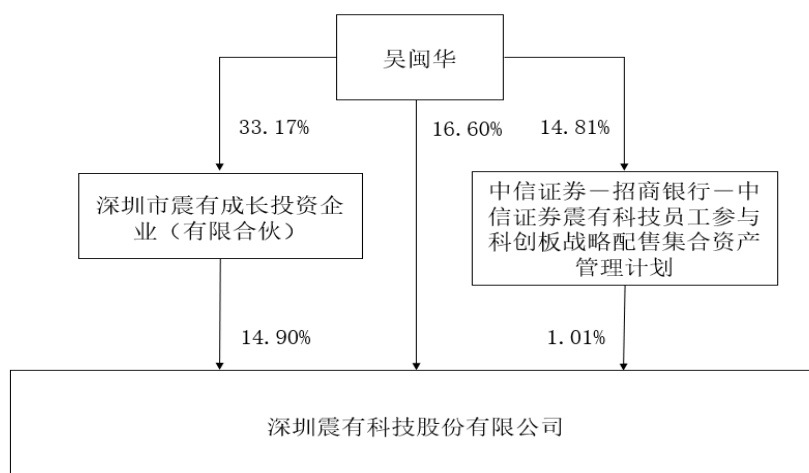 吴闽华
33.17%
16.60%
14.81%
深圳市震有成长投资企
业（有限合伙）
中信证券－招商银行－中
信证券震有科技员工参与
科创板战略配售集合资产
管理计划
14.90%
1.01%
深圳震有科技股份有限公司